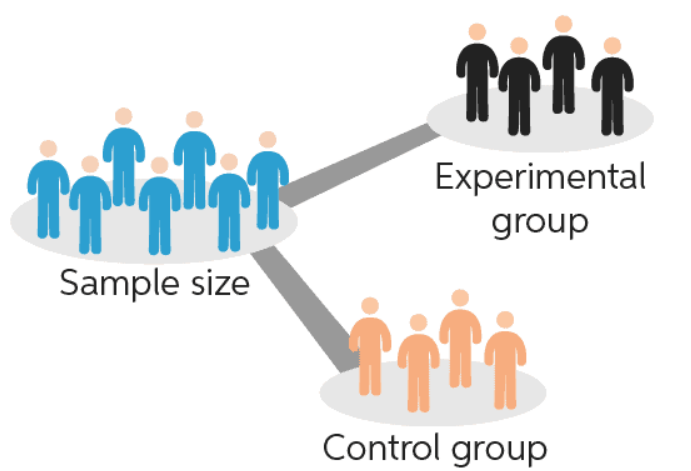 Experimental
group
Sample size
Control group